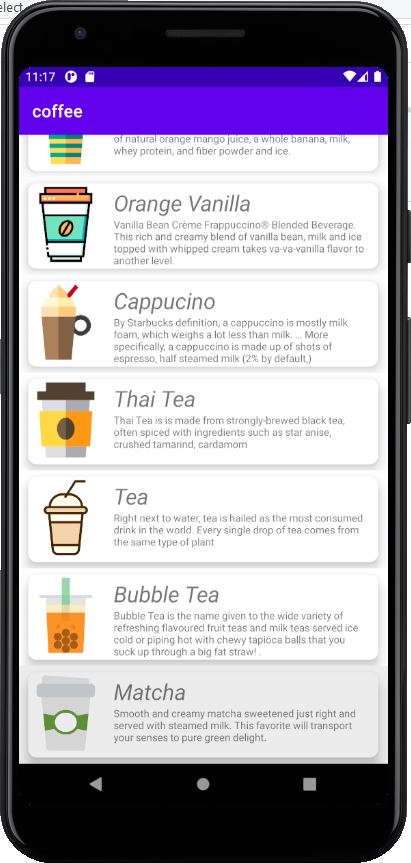 elect
11:17
coffee
of natural orange mango juice, a whole banana, milk,
whey protein, and fiber powder and ice.
Orange Vanilla
Vanilla Bean Crème Frappuccino® Blended Beverage.
This rich and creamy blend of vanilla bean, milk and ice
topped with whipped cream takes va-va-vanilla flavor to
another level.
Cappucino
By Starbucks definition, a cappuccino is mostly milk
foam, which weighs a lot less than milk. ... More
specifically, a cappuccino is made up of shots of
espresso, half steamed milk (2% by default,)
Thai Tea
Thai Tea is is made from strongly-brewed black tea,
often spiced with ingredients such as star anise,
crushed tamarind, cardamom
Tea
Right next to water, tea is hailed as the most consumed
drink in the world. Every single drop of tea comes from
the same type of plant
Bubble Tea
Bubble Tea is the name given to the wide variety of
refreshing flavoured fruit teas and milk teas served ice
cold or piping hot with chewy tapioca balls that you
suck up through a big fat straw! .
Matcha
Smooth and creamy matcha sweetened just right and
served with steamed milk. This favorite will transport
your senses to pure green delight.